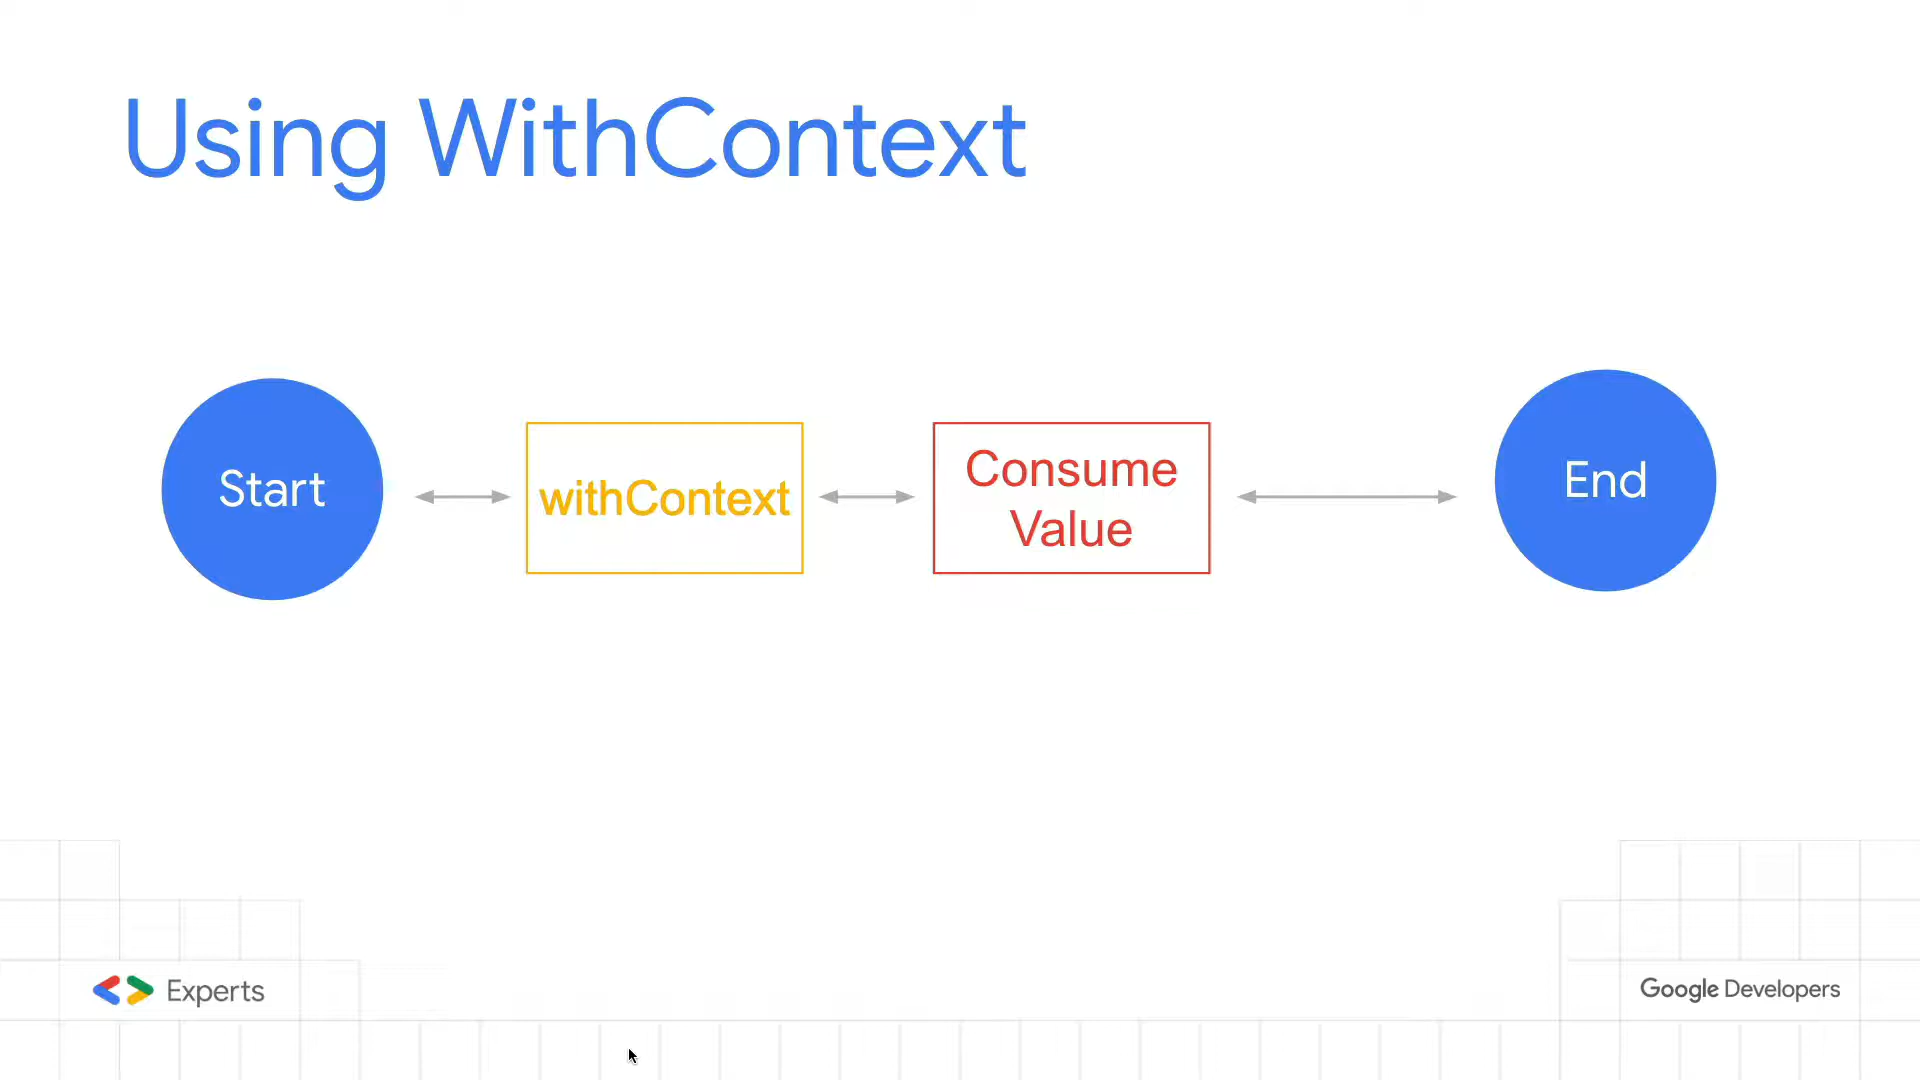 Using WithContext
Start
withContext
Consume
Value
End
Experts
Google Developers